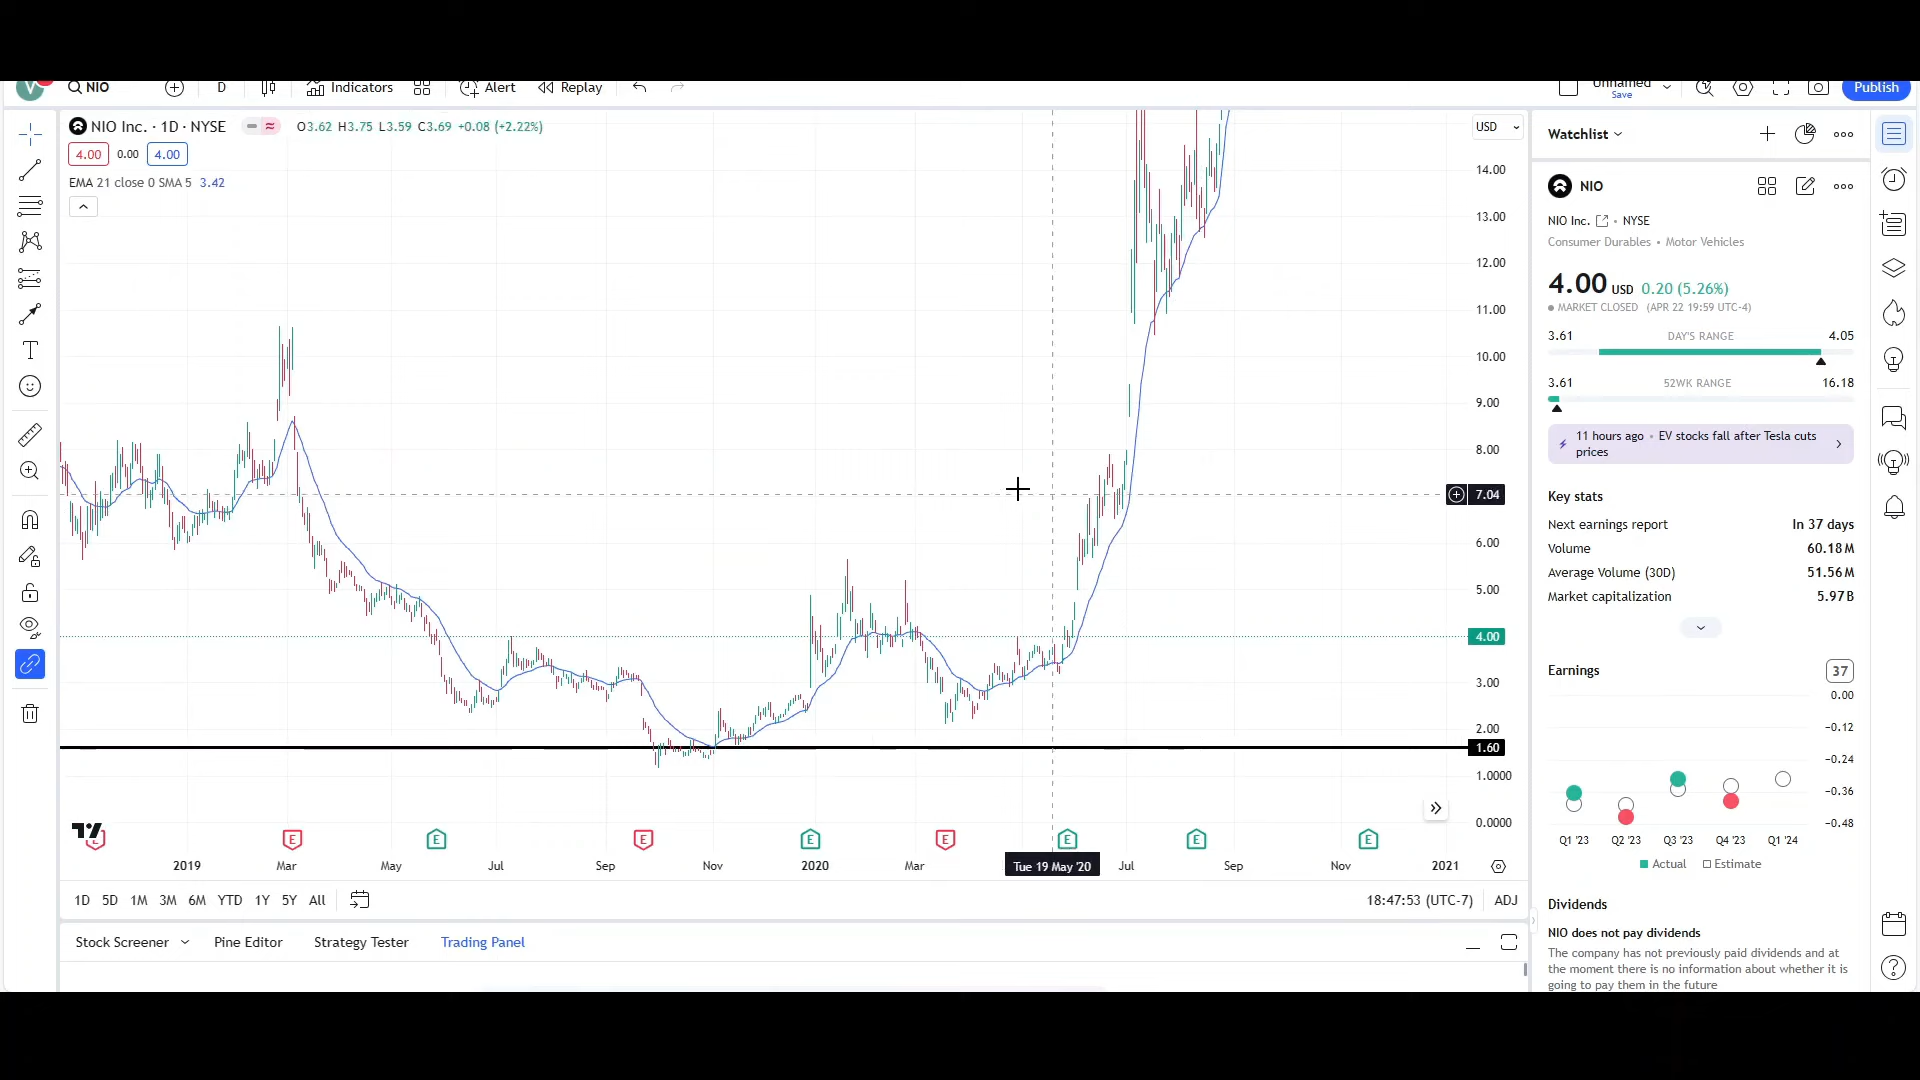 V NIO D Indicators Alert Replay Unnamed Save Publish
NIO Inc. · 1D · NYSE O3.62 H3.75 L3.59 C3.69 +0.08 (+2.22%)
4.00 0.00 4.00
EMA 21 close 0 SMA 5 3.42
USD
14.00
13.00
12.00
11.00
10.00
9.00
8.00
7.04
6.00
5.00
4.00
3.00
2.00
1.60
1.0000
0.0000
E E E E E E E E
2019 Mar May Jul Sep Nov 2020 Mar Tue 19 May '20 Jul Sep Nov 2021
1D 5D 1M 3M 6M YTD 1Y 5Y All 18:47:53 (UTC-7) ADJ
Stock Screener Pine Editor Strategy Tester Trading Panel
Watchlist
NIO
NIO Inc. • NYSE
Consumer Durables • Motor Vehicles
4.00 USD 0.20 (5.26%)
MARKET CLOSED (APR 22 19:59 UTC-4)
3.61 DAY'S RANGE 4.05
3.61 52WK RANGE 16.18
11 hours ago • EV stocks fall after Tesla cuts
prices
Key stats
Next earnings report In 37 days
Volume 60.18M
Average Volume (30D) 51.56M
Market capitalization 5.97B
Earnings 37
0.00
−0.12
−0.24
−0.36
−0.48
Q1 '23 Q2 '23 Q3 '23 Q4 '23 Q1 '24
Actual Estimate
Dividends
NIO does not pay dividends
The company has not previously paid dividends and at
the moment there is no information about whether it is
going to pay them in the future